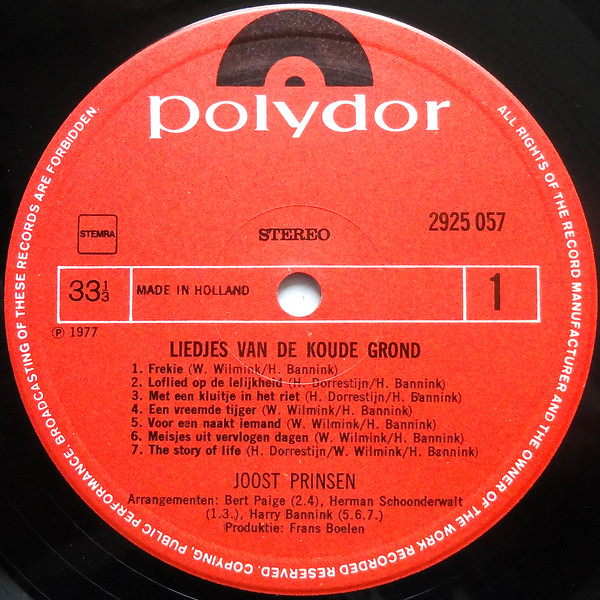 polydor
STEMRA
STEREO
2925 057
33⅓
MADE IN HOLLAND
1
℗ 1977
LIEDJES VAN DE KOUDE GROND
1. Frekie (W. Wilmink/H. Bannink)
2. Loflied op de lelijkheid (H. Dorrestijn/H. Bannink)
3. Met een kluitje in het riet (H. Dorrestijn/H. Bannink)
4. Een vreemde tijger (W. Wilmink/H. Bannink)
5. Voor een naakt iemand (W. Wilmink/H. Bannink)
6. Meisjes uit vervlogen dagen (W. Wilmink/H. Bannink)
7. The story of life (H. Dorrestijn/W. Wilmink/H. Bannink)
JOOST PRINSEN
Arrangementen: Bert Paige (2.4), Herman Schoonderwalt
(1.3.), Harry Bannink (5.6.7.)
Produktie: Frans Boelen
ALL RIGHTS OF THE RECORD MANUFACTURER AND THE OWNER OF THE WORK RECORDED RESERVED. COPYING, PUBLIC PERFORMANCE, BROADCASTING OF THESE RECORDS ARE FORBIDDEN.